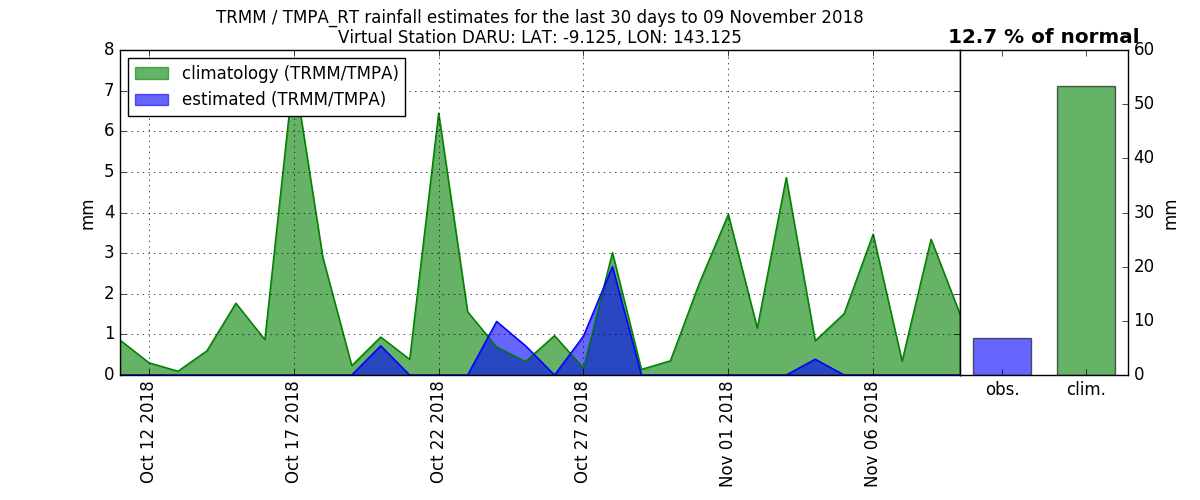 TRMM / TMPA_RT rainfall estimates for the last 30 days to 09 November 2018
Virtual Station DARU: LAT: -9.125, LON: 143.125
12.7 % of normal
climatology (TRMM/TMPA)
estimated (TRMM/TMPA)
mm
8
7
6
5
4
3
2
1
0
Oct 12 2018
Oct 17 2018
Oct 22 2018
Oct 27 2018
Nov 01 2018
Nov 06 2018
obs.
clim.
60
50
40
30
20
10
0
mm